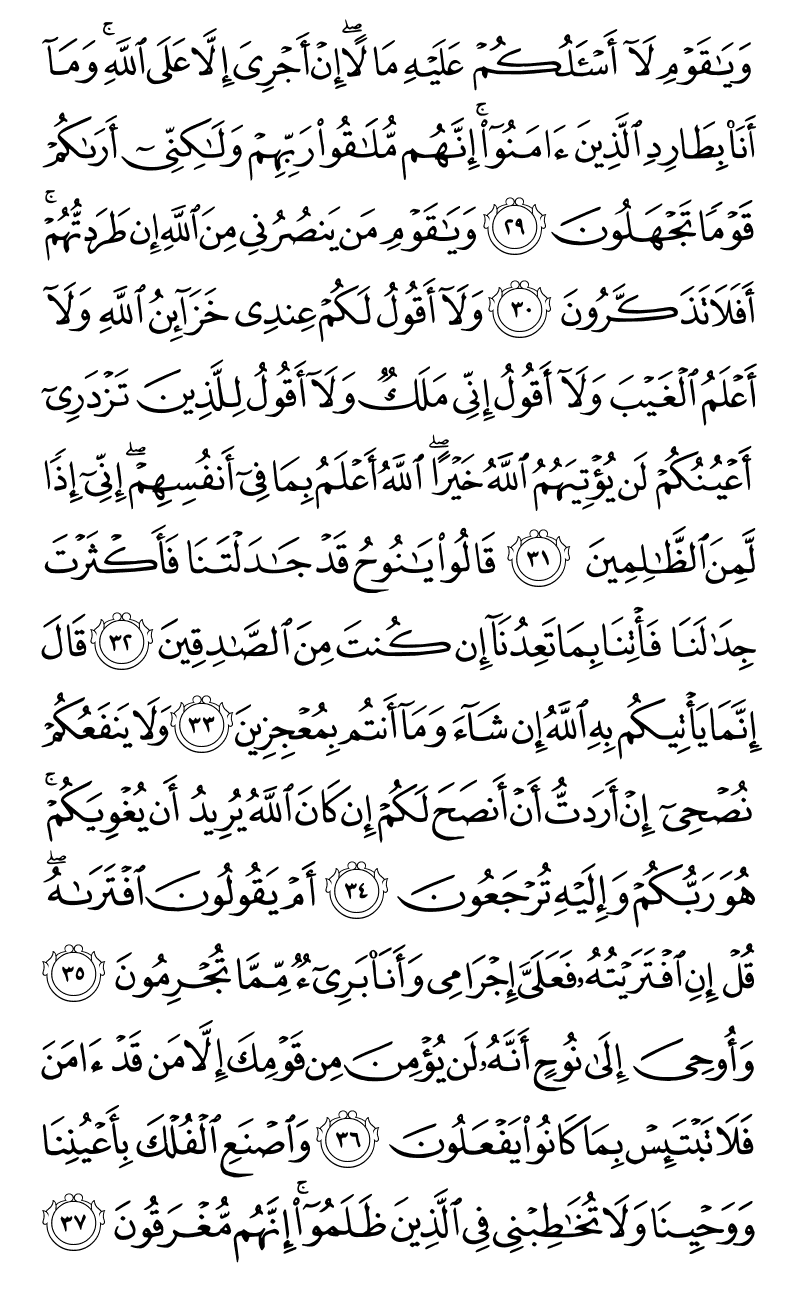 وَيَٰقَوْمِ لَآ أَسْـَٔلُكُمْ عَلَيْهِ مَالًا ۖ إِنْ أَجْرِىَ إِلَّا عَلَى ٱللَّهِ ۚ وَمَآ
أَنَا۠ بِطَارِدِ ٱلَّذِينَ ءَامَنُوٓا۟ ۚ إِنَّهُم مُّلَٰقُوا۟ رَبِّهِمْ وَلَٰكِنِّىٓ أَرَىٰكُمْ
قَوْمًا تَجْهَلُونَ ٢٩ وَيَٰقَوْمِ مَن يَنصُرُنِى مِنَ ٱللَّهِ إِن طَرَدتُّهُمْ ۚ
أَفَلَا تَذَكَّرُونَ ٣٠ وَلَآ أَقُولُ لَكُمْ عِندِى خَزَآئِنُ ٱللَّهِ وَلَآ
أَعْلَمُ ٱلْغَيْبَ وَلَآ أَقُولُ إِنِّى مَلَكٌ وَلَآ أَقُولُ لِلَّذِينَ تَزْدَرِىٓ
أَعْيُنُكُمْ لَن يُؤْتِيَهُمُ ٱللَّهُ خَيْرًا ۖ ٱللَّهُ أَعْلَمُ بِمَا فِىٓ أَنفُسِهِمْ ۖ إِنِّىٓ إِذًا
لَّمِنَ ٱلظَّٰلِمِينَ ٣١ قَالُوا۟ يَٰنُوحُ قَدْ جَٰدَلْتَنَا فَأَكْثَرْتَ
جِدَٰلَنَا فَأْتِنَا بِمَا تَعِدُنَآ إِن كُنتَ مِنَ ٱلصَّٰدِقِينَ ٣٢ قَالَ
إِنَّمَا يَأْتِيكُم بِهِ ٱللَّهُ إِن شَآءَ وَمَآ أَنتُم بِمُعْجِزِينَ ٣٣ وَلَا يَنفَعُكُمْ
نُصْحِىٓ إِنْ أَرَدتُّ أَنْ أَنصَحَ لَكُمْ إِن كَانَ ٱللَّهُ يُرِيدُ أَن يُغْوِيَكُمْ ۚ
هُوَ رَبُّكُمْ وَإِلَيْهِ تُرْجَعُونَ ٣٤ أَمْ يَقُولُونَ ٱفْتَرَىٰهُ ۖ
قُلْ إِنِ ٱفْتَرَيْتُهُۥ فَعَلَىَّ إِجْرَامِى وَأَنَا۠ بَرِىٓءٌ مِّمَّا تُجْرِمُونَ ٣٥
وَأُوحِىَ إِلَىٰ نُوحٍ أَنَّهُۥ لَن يُؤْمِنَ مِن قَوْمِكَ إِلَّا مَن قَدْ ءَامَنَ
فَلَا تَبْتَئِسْ بِمَا كَانُوا۟ يَفْعَلُونَ ٣٦ وَٱصْنَعِ ٱلْفُلْكَ بِأَعْيُنِنَا
وَوَحْيِنَا وَلَا تُخَٰطِبْنِى فِى ٱلَّذِينَ ظَلَمُوٓا۟ ۚ إِنَّهُم مُّغْرَقُونَ ٣٧